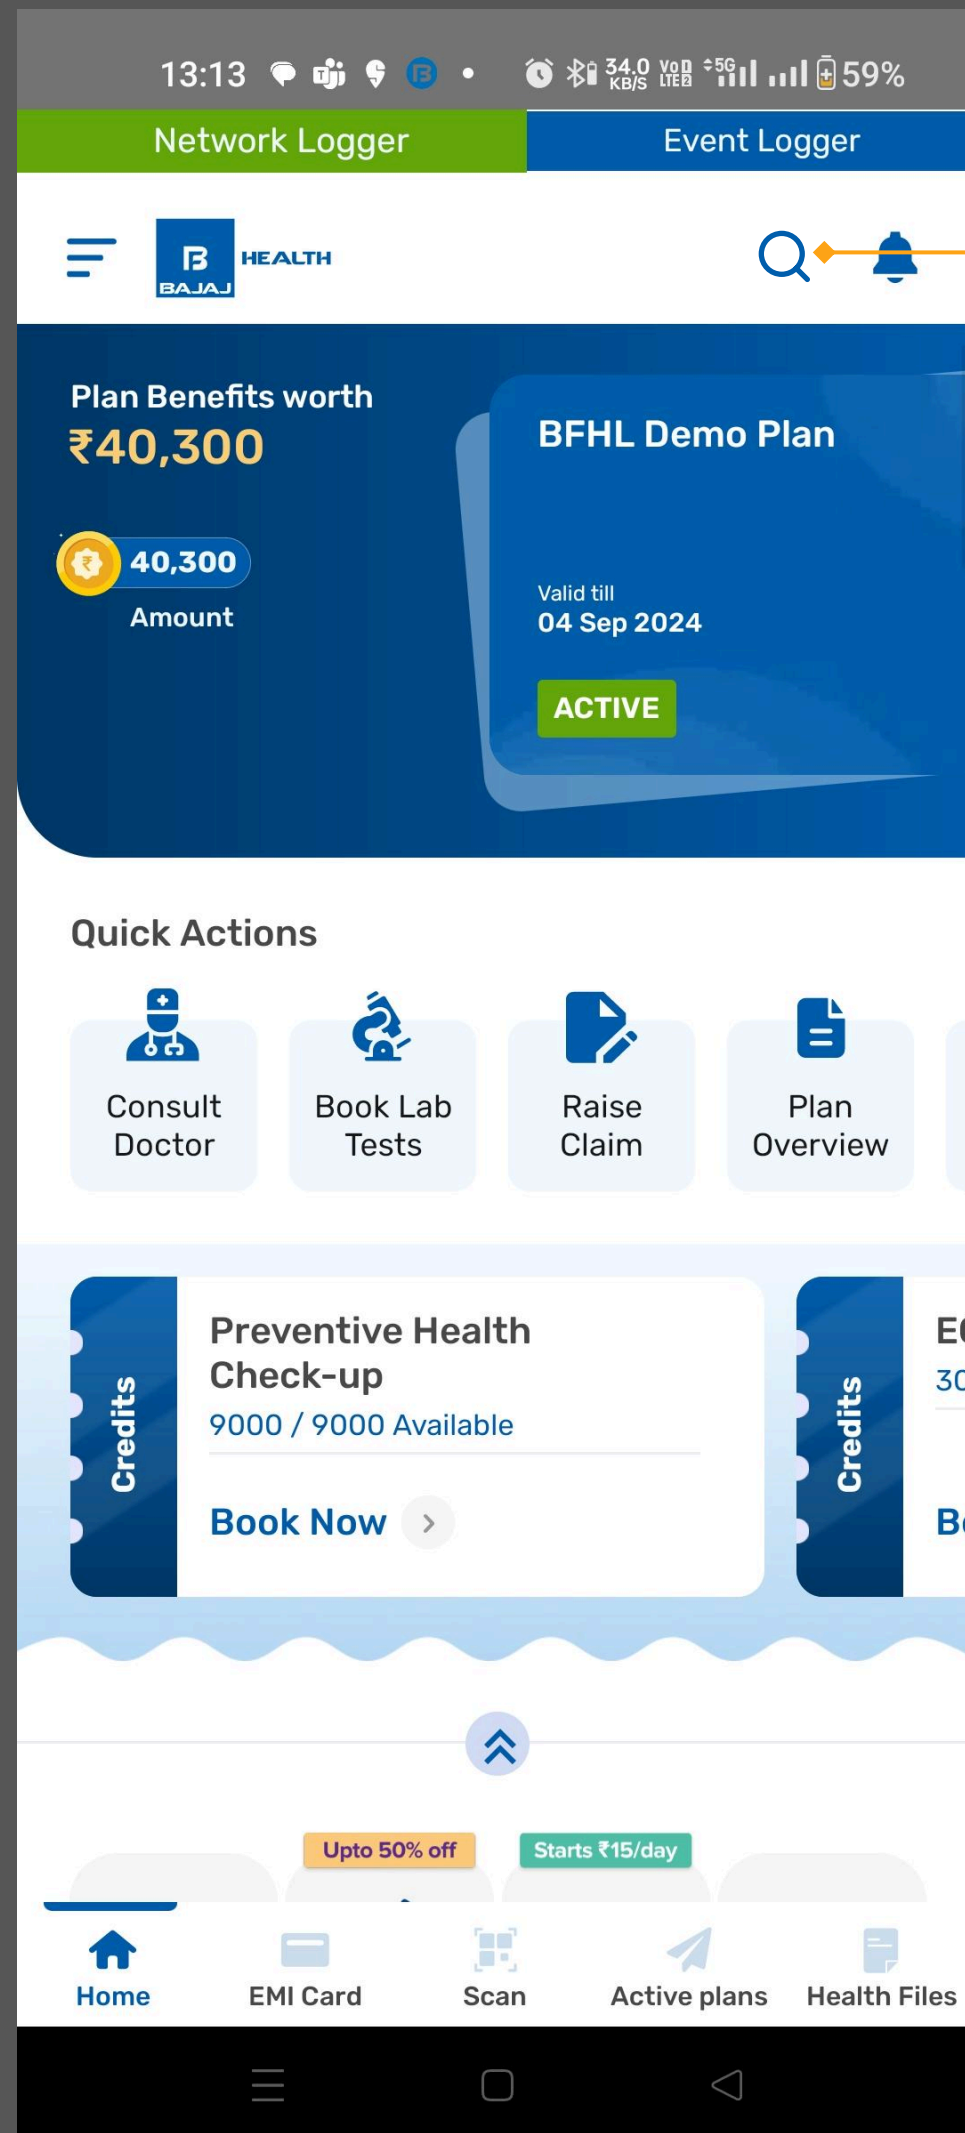 13:13 34.0 KB/S VoD LTE2 5G 59%
Network Logger Event Logger
B BAJAJ HEALTH
Plan Benefits worth
₹40,300
40,300
Amount
BFHL Demo Plan
Valid till
04 Sep 2024
ACTIVE
Quick Actions
Consult
Doctor
Book Lab
Tests
Raise
Claim
Plan
Overview
Credits
Preventive Health
Check-up
9000 / 9000 Available
Book Now
Credits
Upto 50% off
Starts ₹15/day
Home EMI Card Scan Active plans Health Files